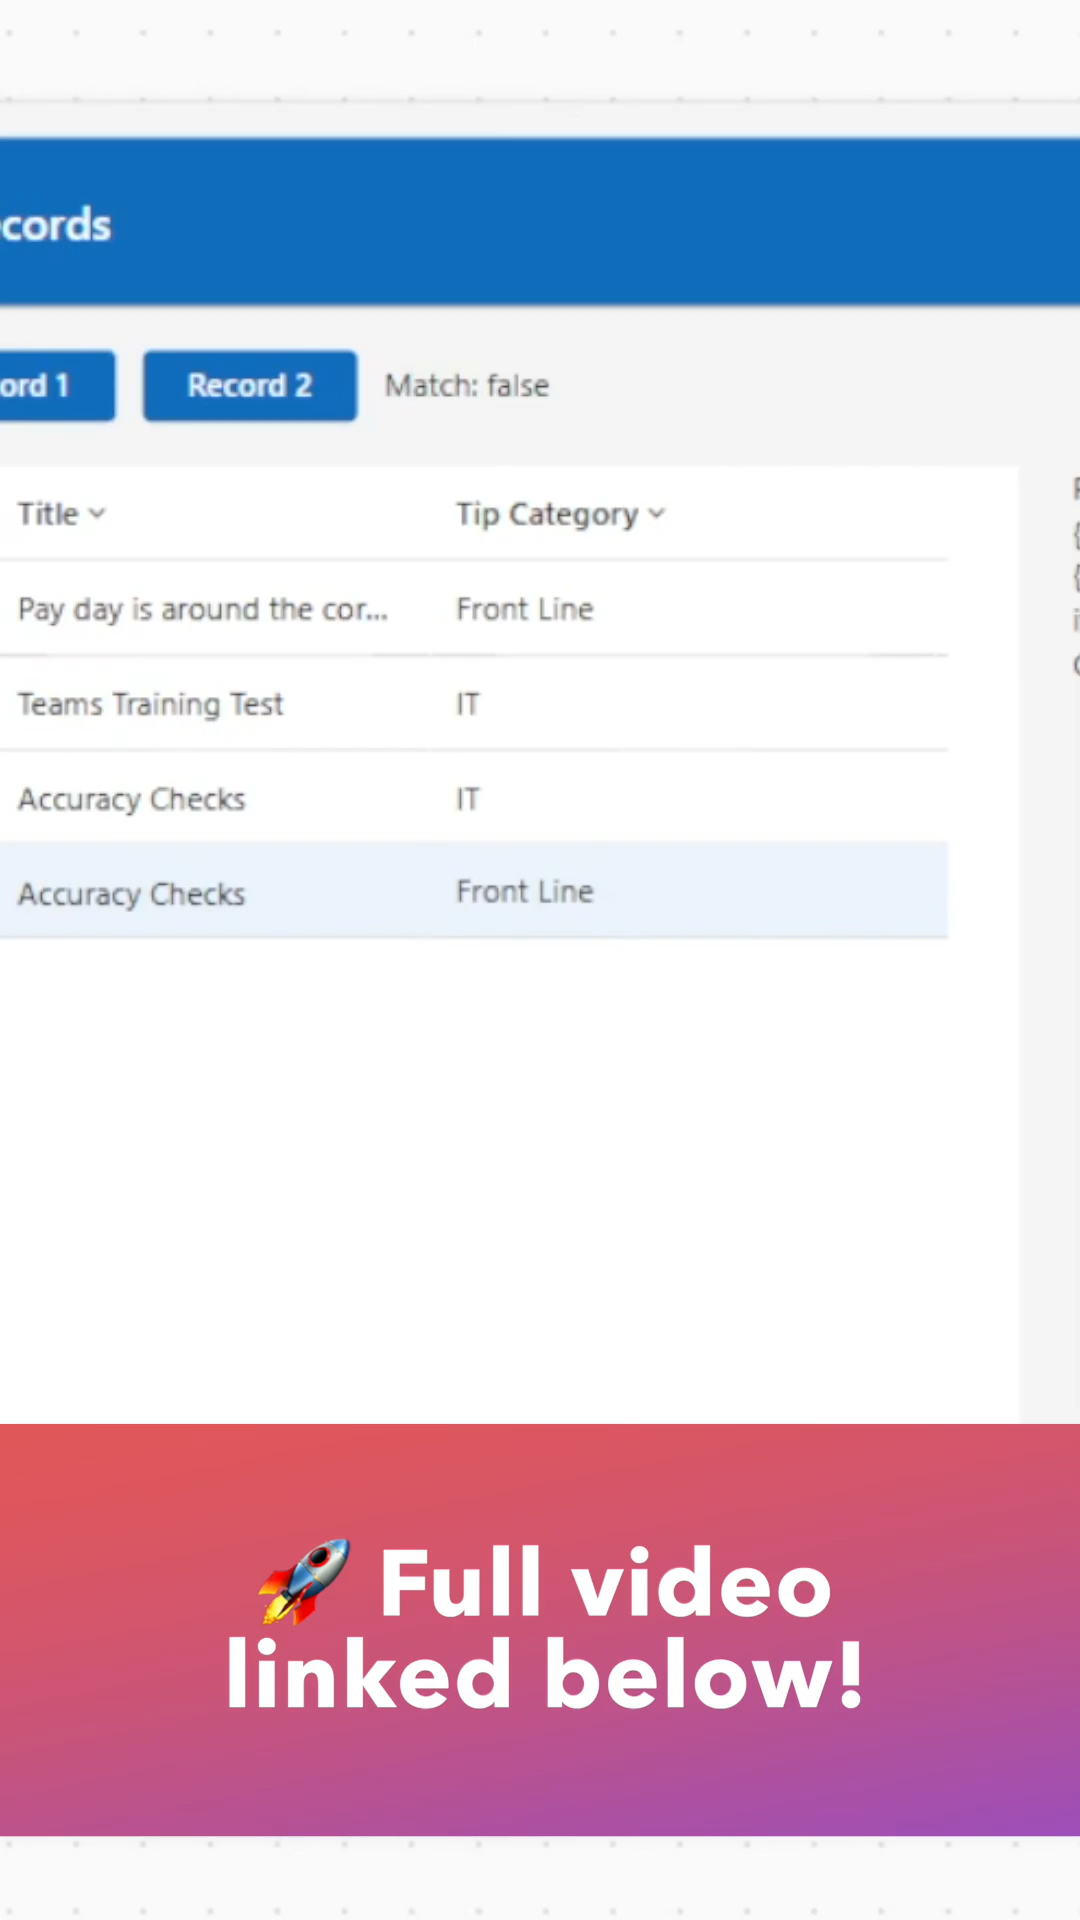 cords
ord 1
Record 2
Match: false
Title
Tip Category
Pay day is around the cor...
Front Line
Teams Training Test
IT
Accuracy Checks
IT
Accuracy Checks
Front Line
🚀 Full video
linked below!